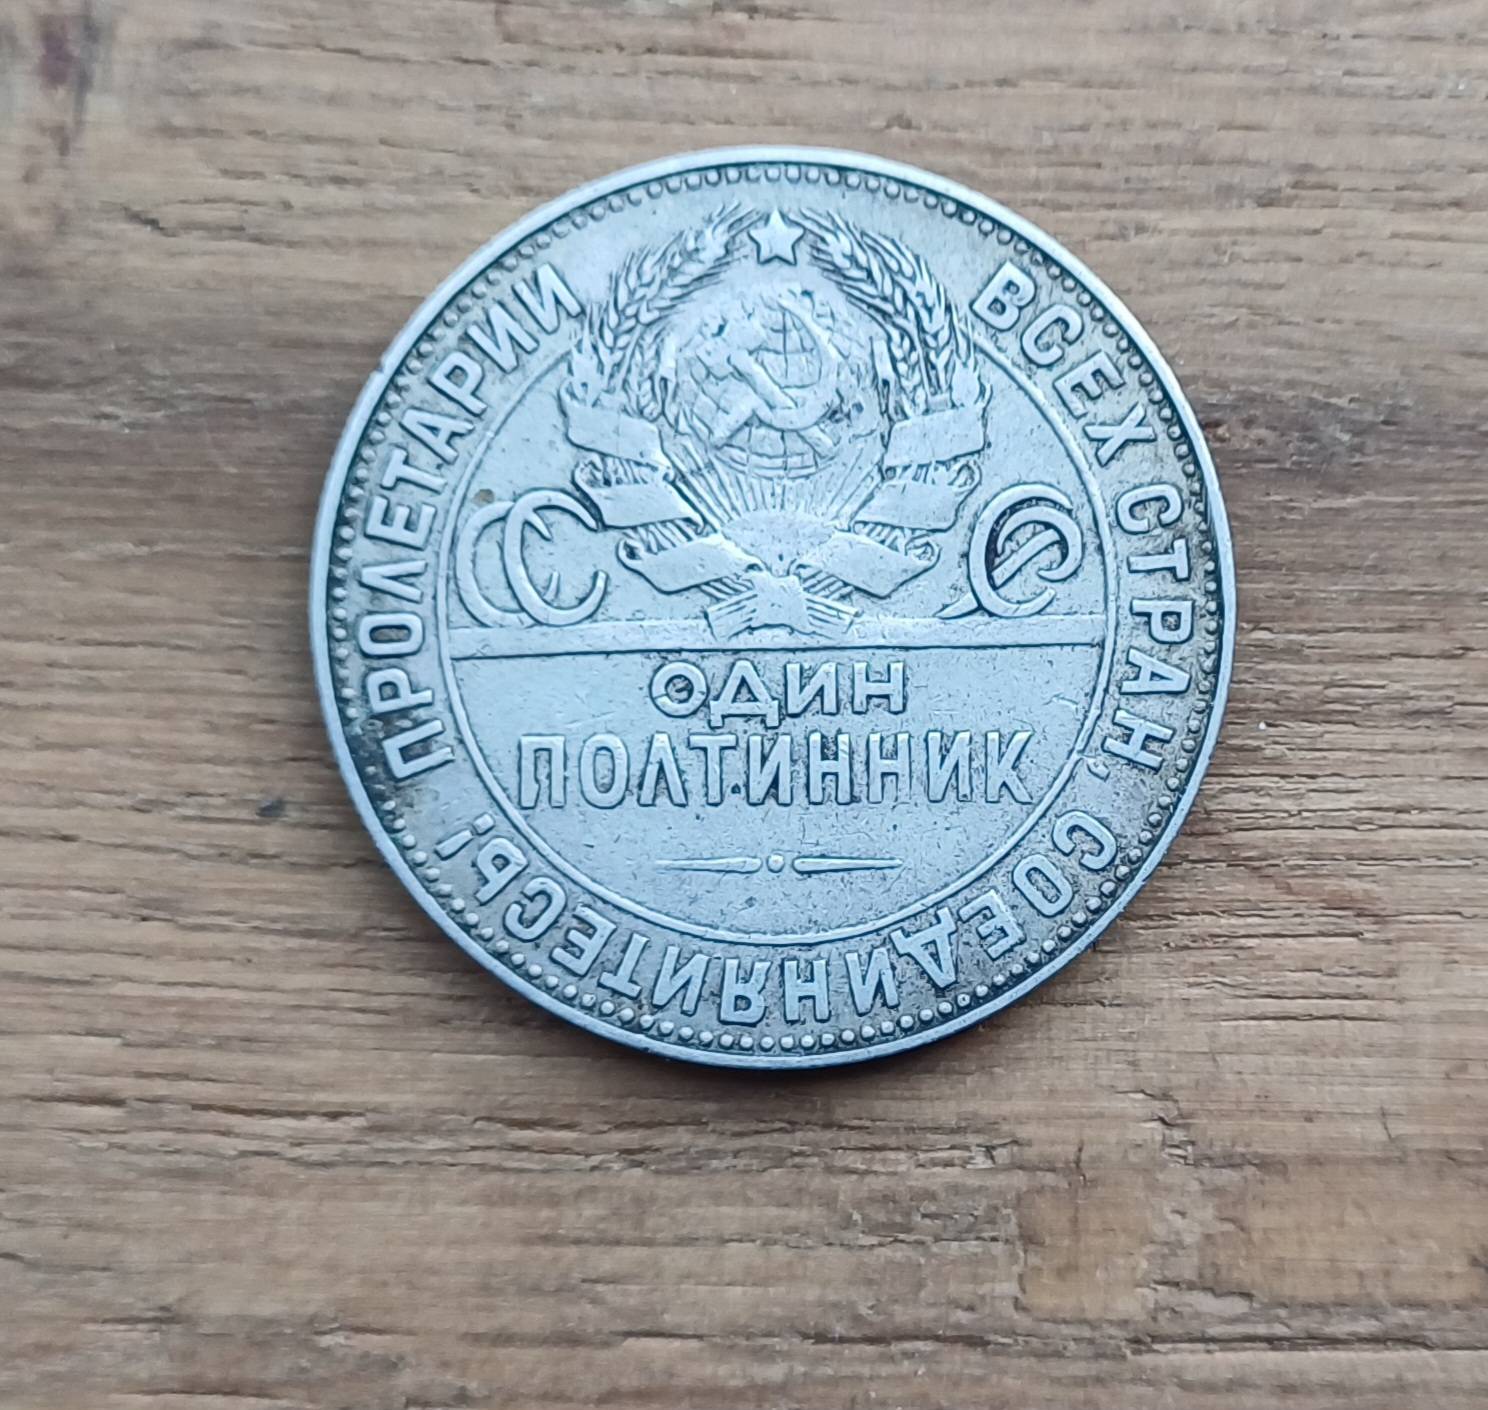 ПРОЛЕТАРИИ ВСЕХ СТРАН, СОЕДИНЯЙТЕСЬ!
СС СР
ОДИН
ПОЛТИННИК